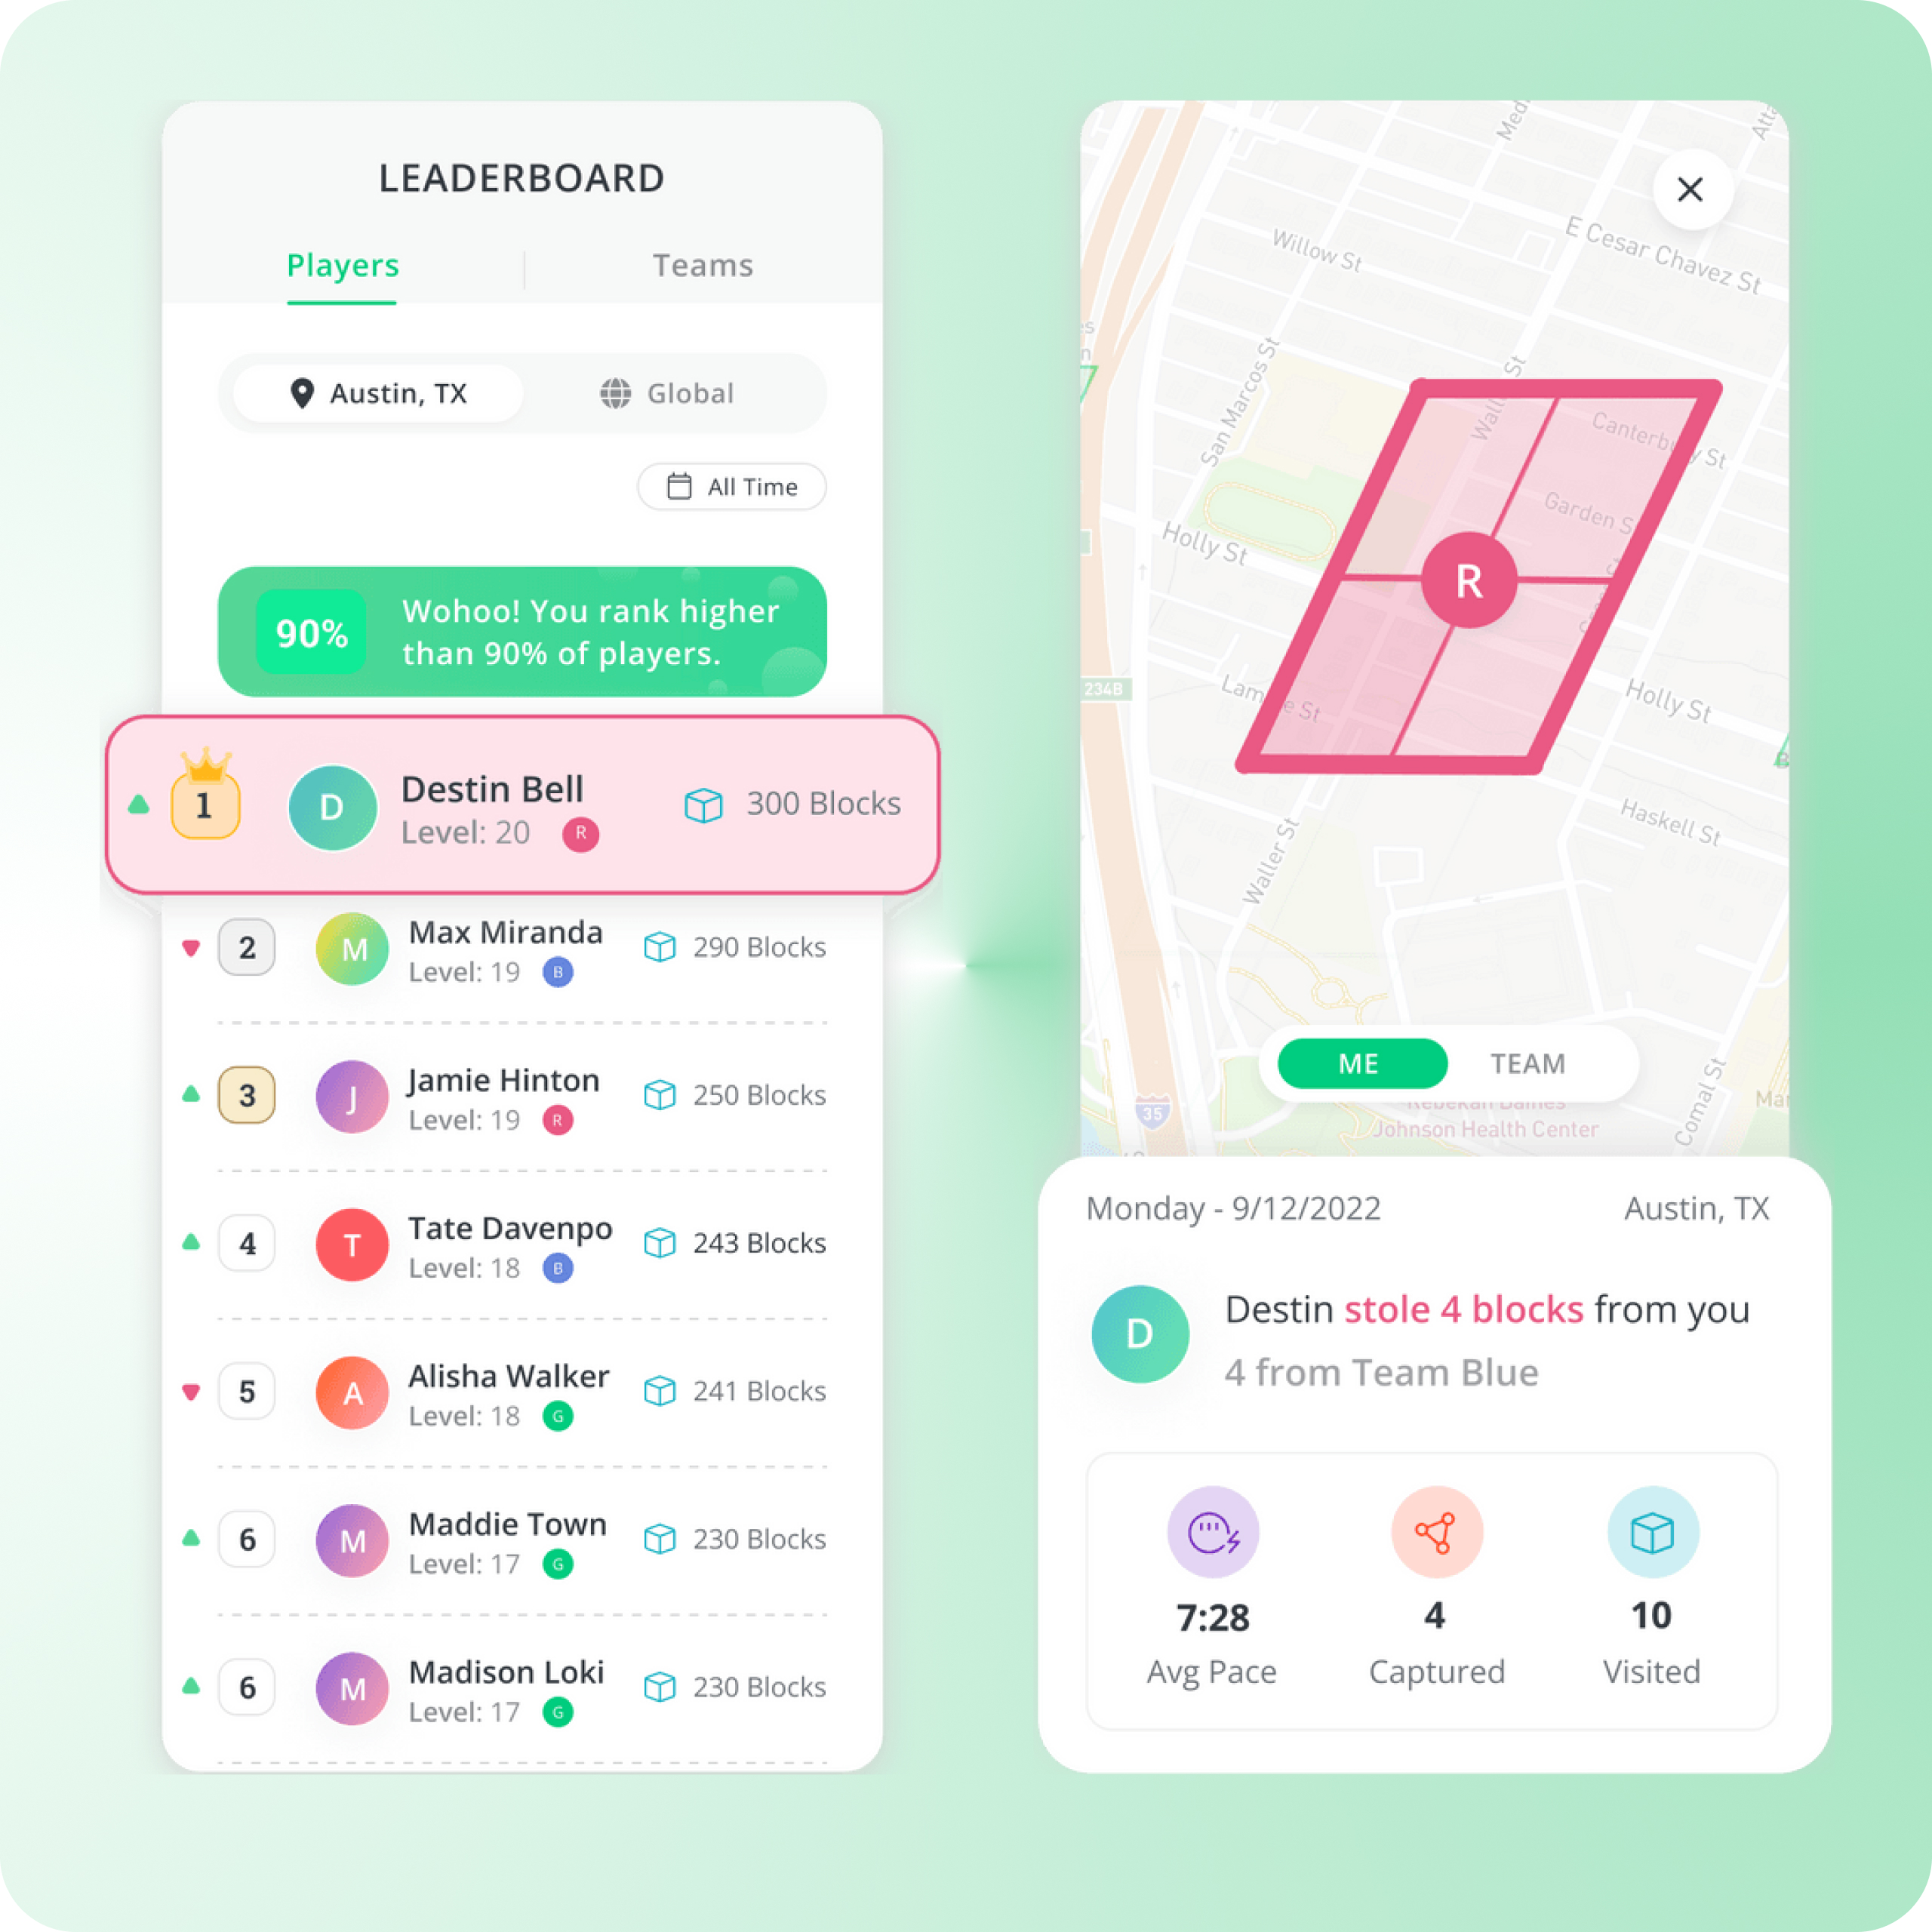 LEADERBOARD
Players
Teams
Austin, TX
Global
All Time
90%
Wohoo! You rank higher
than 90% of players.
1
D
Destin Bell
Level: 20
R
300 Blocks
2
M
Max Miranda
Level: 19
B
290 Blocks
3
J
Jamie Hinton
Level: 19
R
250 Blocks
4
T
Tate Davenpo
Level: 18
B
243 Blocks
5
A
Alisha Walker
Level: 18
G
241 Blocks
6
M
Maddie Town
Level: 17
G
230 Blocks
6
M
Madison Loki
Level: 17
G
230 Blocks
Willow St
E Cesar Chavez St
San Marcos St
Holly St
Canterbury St
Garden S
R
234B
Holly St
Haskell St
Waller St
ME
TEAM
35
Johnson Health Center
Comal St
Monday - 9/12/2022
Austin, TX
D
Destin stole 4 blocks from you
4 from Team Blue
7:28
Avg Pace
4
Captured
10
Visited